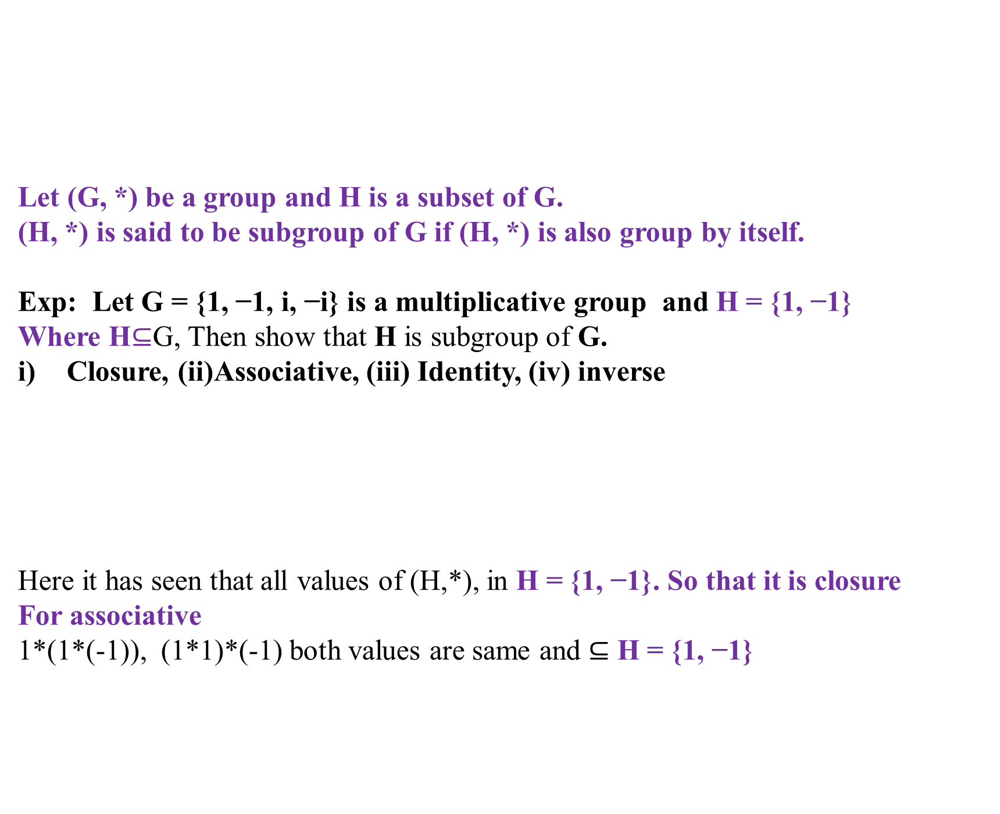 Let (G, *) be a group and H is a subset of G.
(H, *) is said to be subgroup of G if (H, *) is also group by itself.
Exp:  Let G = {1, −1, i, −i} is a multiplicative group  and H = {1, −1}
Where H⊆G, Then show that H is subgroup of G.
i)    Closure, (ii)Associative, (iii) Identity, (iv) inverse
Here it has seen that all values of (H,*), in H = {1, −1}. So that it is closure
For associative
1*(1*(-1)),  (1*1)*(-1) both values are same and ⊆ H = {1, −1}